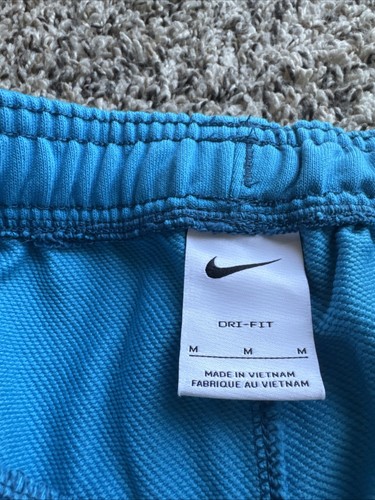 DRI-FIT
M M M
MADE IN VIETNAM
FABRIQUE AU VIETNAM